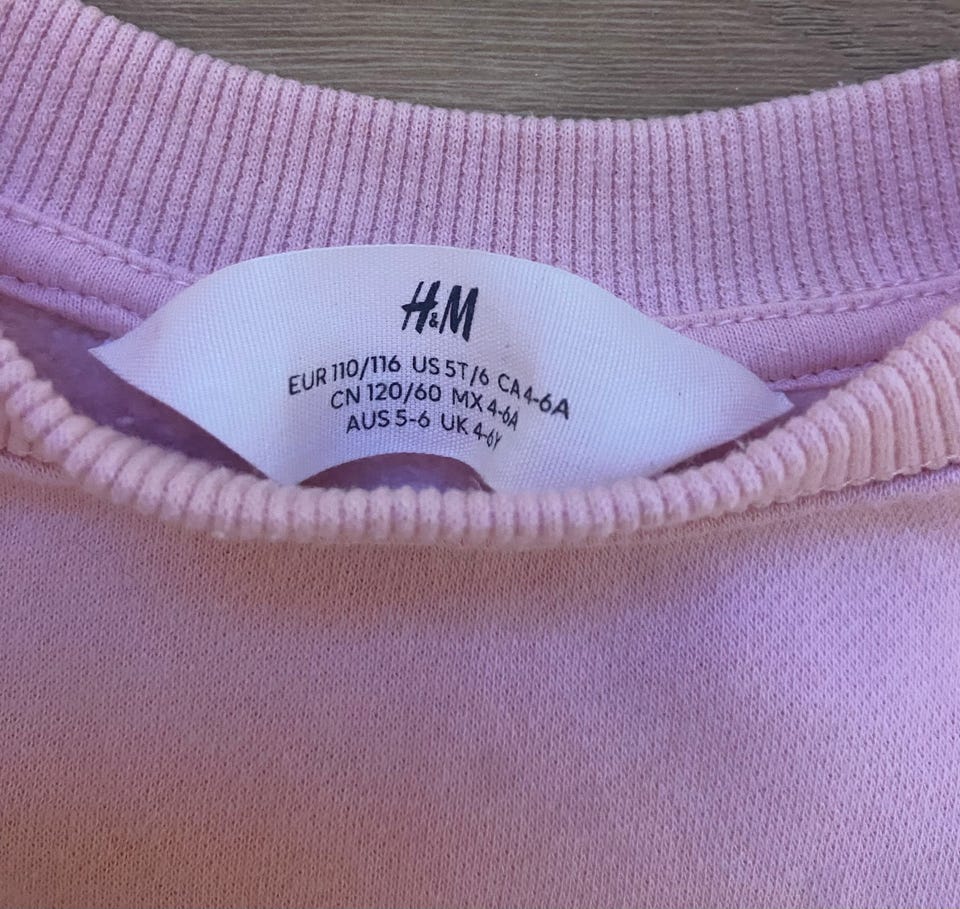 H&M
EUR 110/116 US 5T/6 CA 4-6A
CN 120/60 MX 4-6A
AUS 5-6 UK 4-6Y